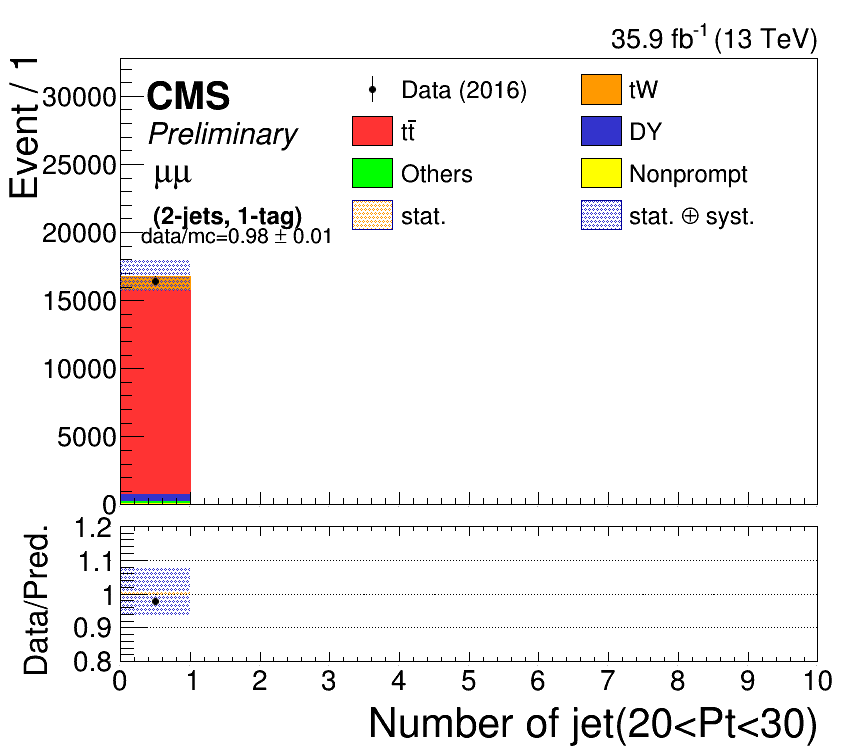 35.9 fb⁻¹ (13 TeV)
Event / 1
CMS
Preliminary
μμ
(2-jets, 1-tag)
data/mc=0.98 ± 0.01
Data (2016)
tW
tt̄
DY
Others
Nonprompt
stat.
stat. ⊕ syst.
30000
25000
20000
15000
10000
5000
0
Data/Pred.
1.2
1.1
1
0.9
0.8
0 1 2 3 4 5 6 7 8 9 10
Number of jet(20<Pt<30)